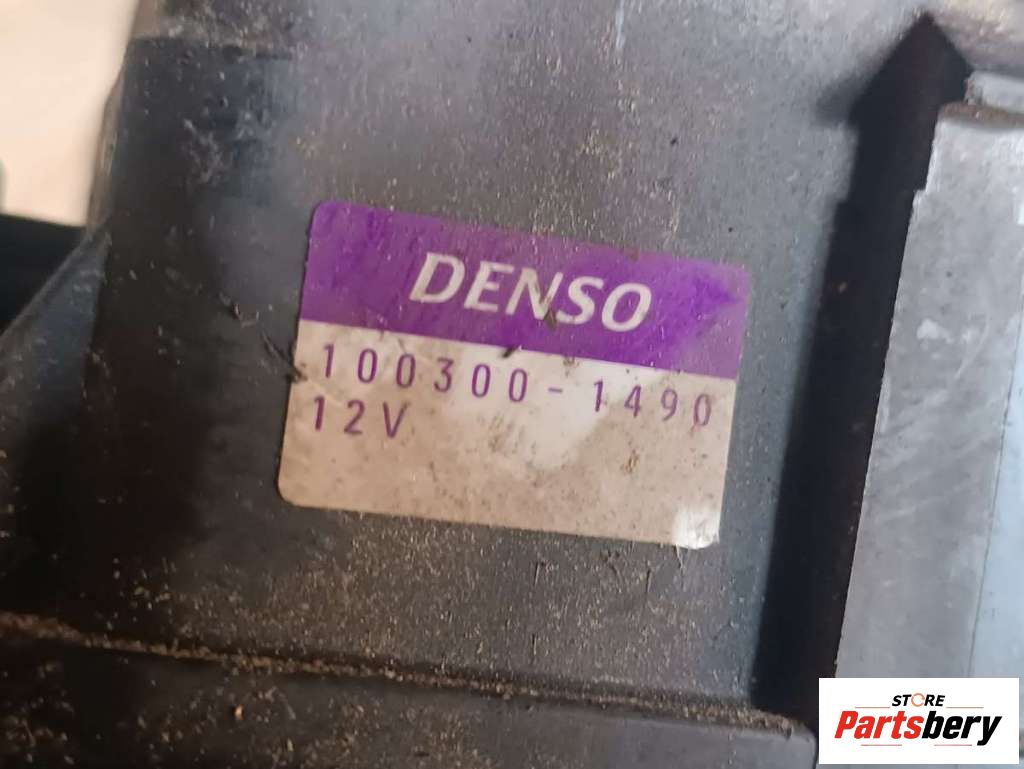 DENSO
100300-1490
12V
STORE
Partsbery